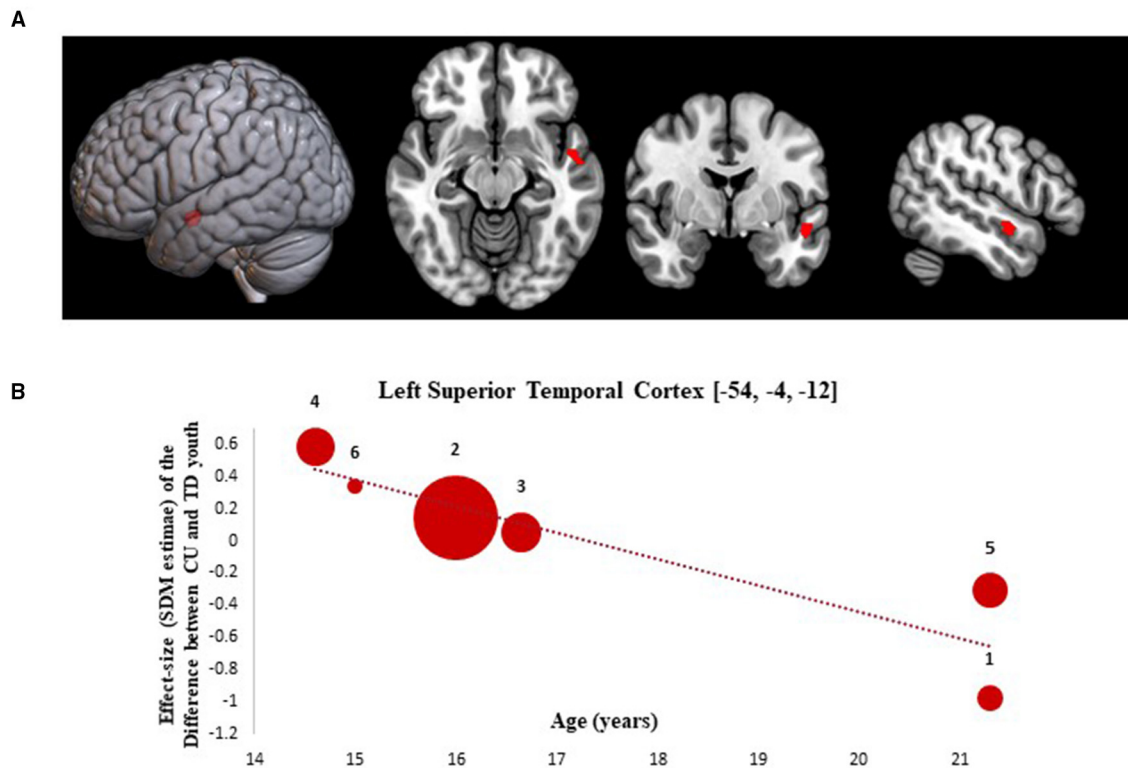 A
B
Left Superior Temporal Cortex [-54, -4, -12]
Effect-size (SDM estimae) of the
Difference between CU and TD youth
0.6
0.4
0.2
0
-0.2
-0.4
-0.6
-0.8
-1
-1.2
4
6
2
3
5
1
Age (years)
14 15 16 17 18 19 20 21